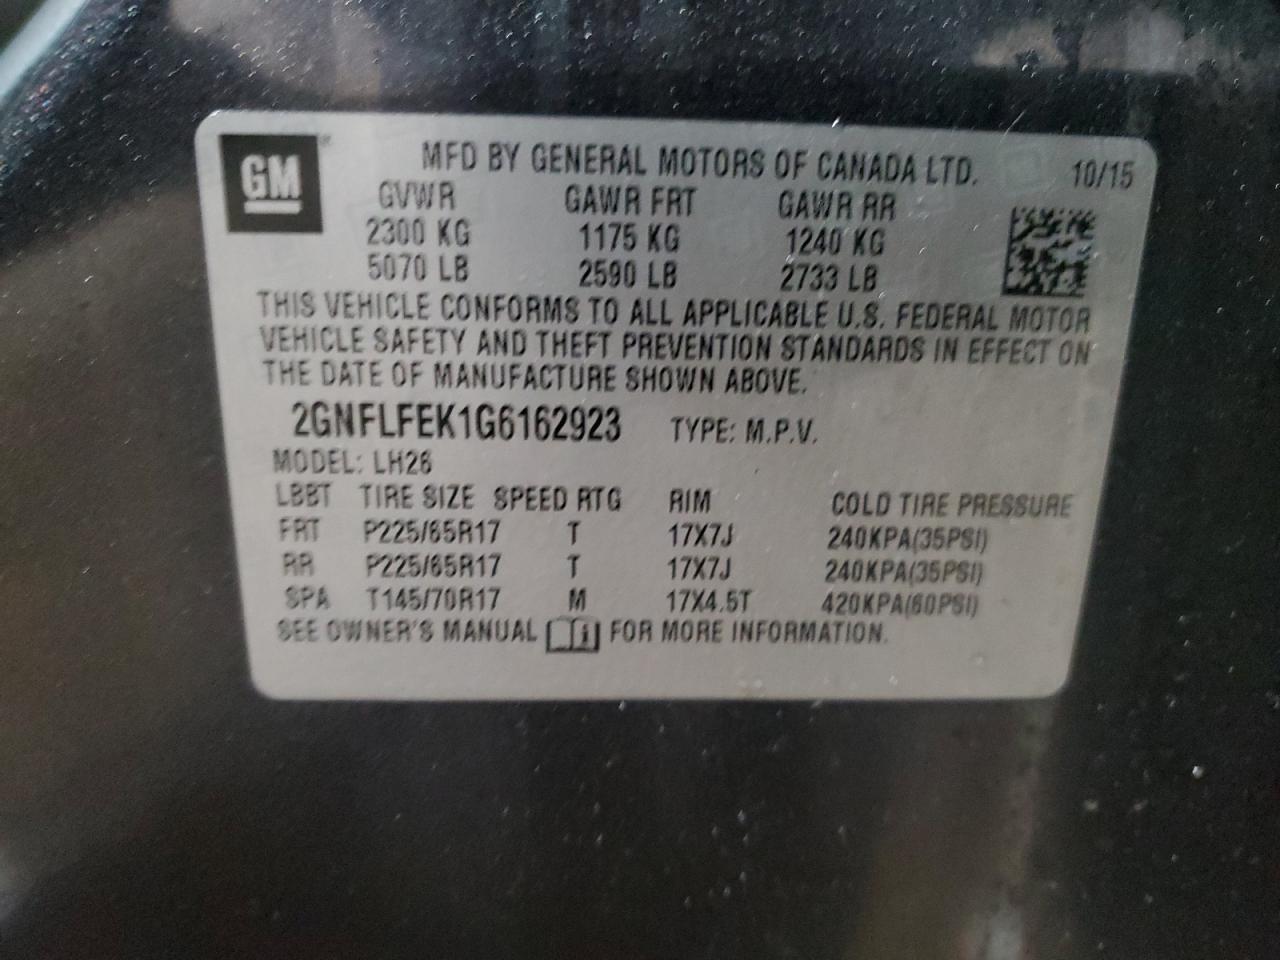 GM
MFD BY GENERAL MOTORS OF CANADA LTD. 10/15
GVWR GAWR FRT GAWR RR
2300 KG 1175 KG 1240 KG
5070 LB 2590 LB 2733 LB
THIS VEHICLE CONFORMS TO ALL APPLICABLE U.S. FEDERAL MOTOR
VEHICLE SAFETY AND THEFT PREVENTION STANDARDS IN EFFECT ON
THE DATE OF MANUFACTURE SHOWN ABOVE.
2GNFLFEK1G6162923 TYPE: M.P.V.
MODEL: LH26
LBBT TIRE SIZE SPEED RTG RIM COLD TIRE PRESSURE
FRT P225/65R17 T 17X7J 240KPA(35PSI)
RR P225/65R17 T 17X7J 240KPA(35PSI)
SPA T145/70R17 M 17X4.5T 420KPA(60PSI)
SEE OWNER'S MANUAL i FOR MORE INFORMATION.